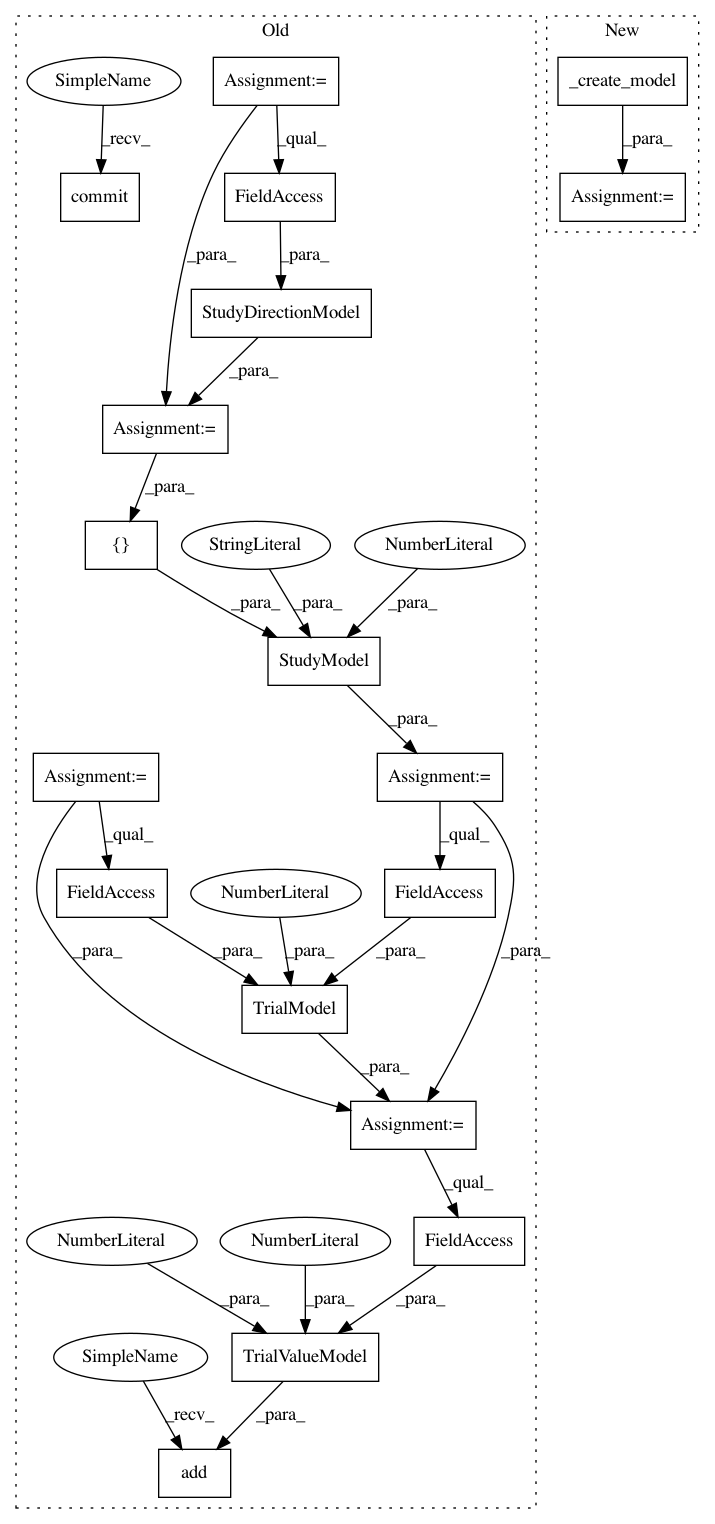 Old
New
SimpleName
Assignment:=
_create_model
_recv_
_qual_
_para_
commit
FieldAccess
Assignment:=
_para_
_para_
StudyDirectionModel
_para_
Assignment:=
_para_
{}
StringLiteral
NumberLiteral
_para_
_para_
_para_
StudyModel
_para_
Assignment:=
Assignment:=
_qual_
_qual_
FieldAccess
NumberLiteral
FieldAccess
_para_
_para_
_para_
_para_
_para_
TrialModel
_para_
Assignment:=
_qual_
NumberLiteral
NumberLiteral
FieldAccess
_para_
_para_
_para_
SimpleName
TrialValueModel
_recv_
_para_
add